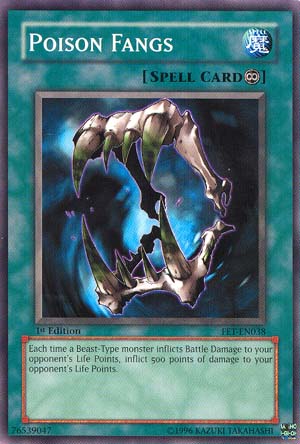 POISON FANGS
魔
[SPELL CARD]
1st Edition
FET-EN038
Each time a Beast-Type monster inflicts Battle Damage to your
opponent's Life Points, inflict 500 points of damage to your
opponent's Life Points.
76539047
©1996 KAZUKI TAKAHASHI